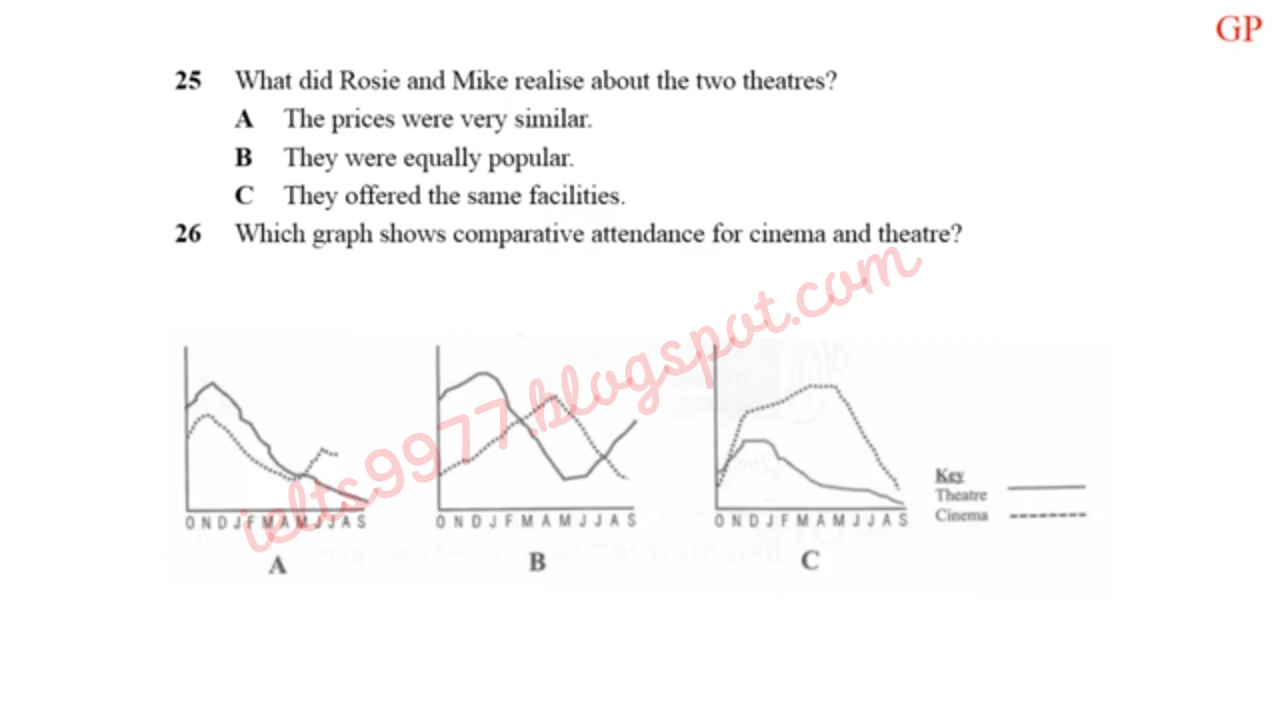 GP
25 What did Rosie and Mike realise about the two theatres?
A The prices were very similar.
B They were equally popular.
C They offered the same facilities.
26 Which graph shows comparative attendance for cinema and theatre?
ielts9977.blogspot.com
O N D J F M A M J J A S
O N D J F M A M J J A S
O N D J F M A M J J A S
Key
Theatre
Cinema
A B C